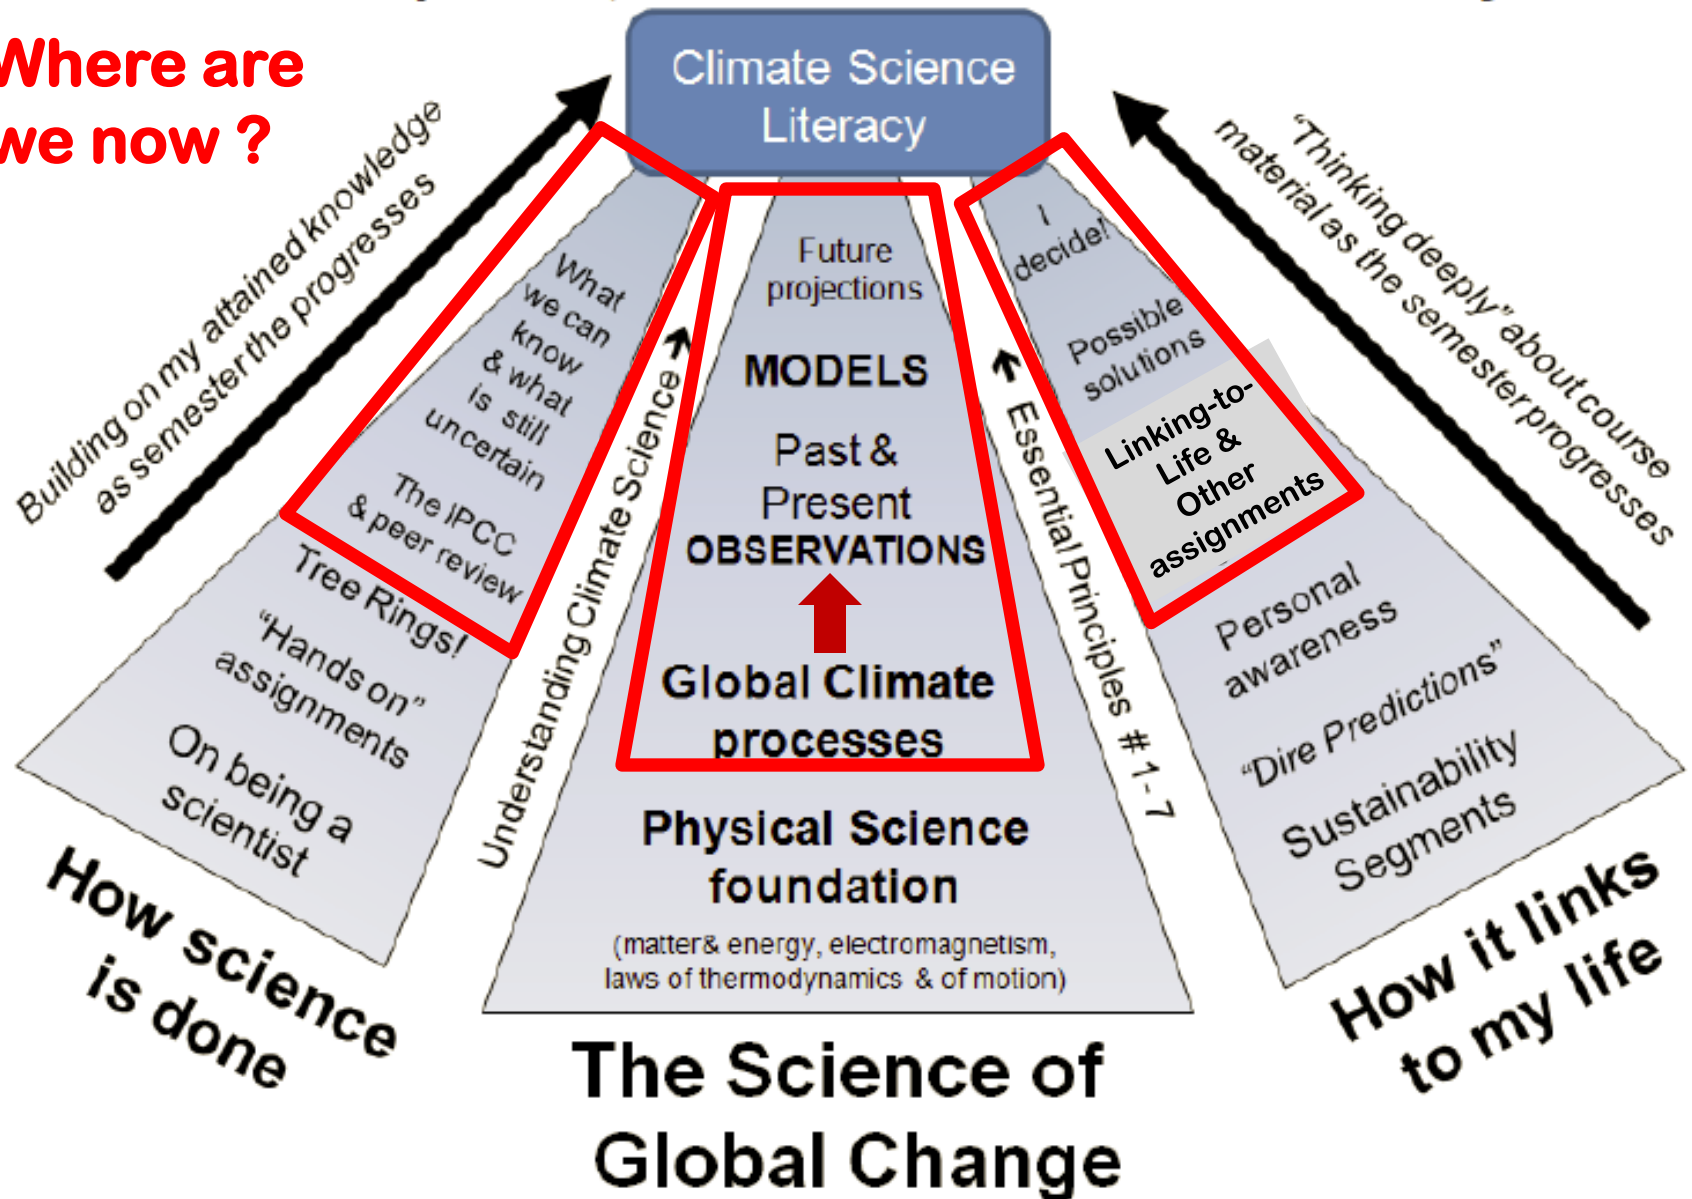 Where are
we now ?
Climate Science
Literacy
Building on my attained knowledge
as semester the progresses
"Thinking deeply" about course
material as the semester progresses
What
we can
know
& what
is still
uncertain
The IPCC
& peer review
Tree Rings!
"Hands on"
assignments
On being a
scientist
How science
is done
Understanding Climate Science
Future
projections
MODELS
Past &
Present
OBSERVATIONS
Global Climate
processes
Physical Science
foundation
(matter& energy, electromagnetism,
laws of thermodynamics & of motion)
The Science of
Global Change
Essential Principles # 1- 7
I
decide!
Possible
solutions
Linking-to-
Life &
Other
assignments
Personal
awareness
"Dire Predictions"
Sustainability
Segments
How it links
to my life